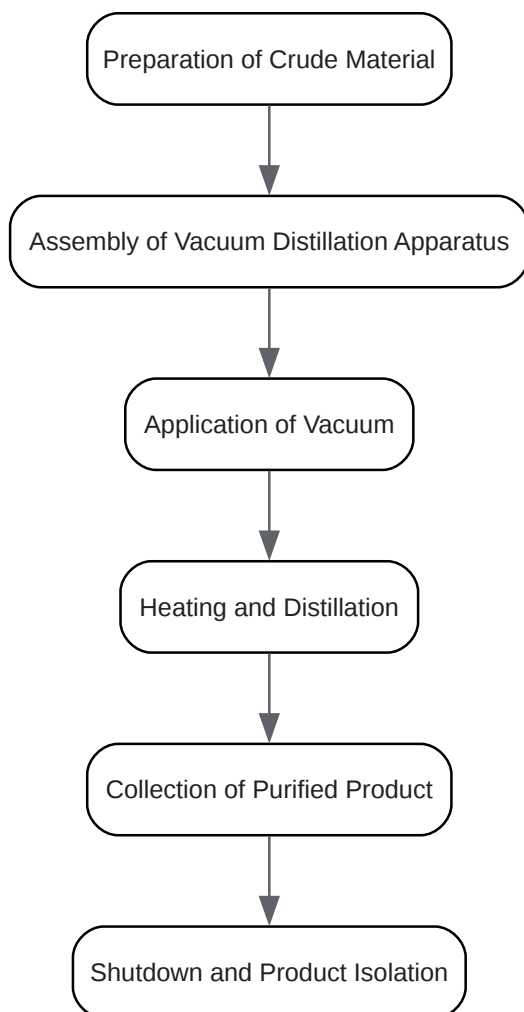 Preparation of Crude Material
Assembly of Vacuum Distillation Apparatus
Application of Vacuum
Heating and Distillation
Collection of Purified Product
Shutdown and Product Isolation